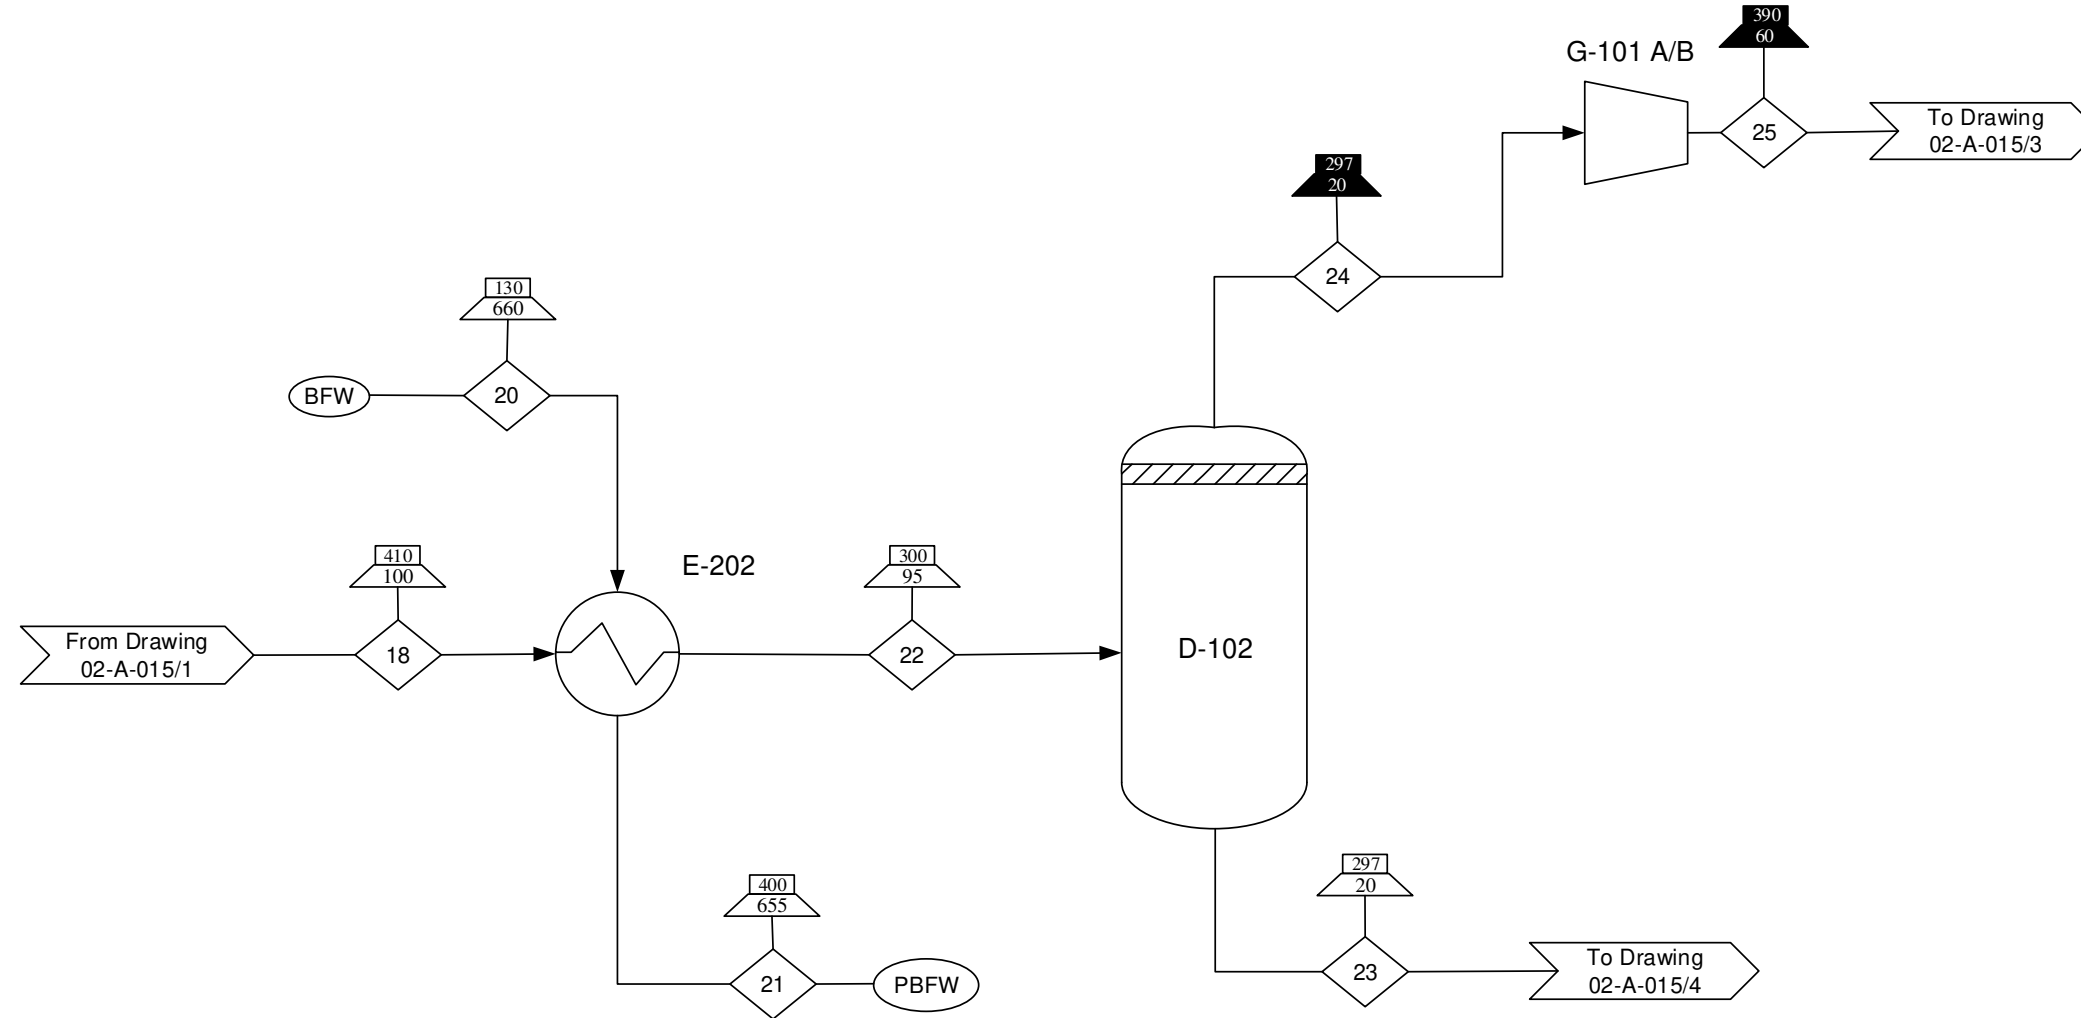 390
60
G-101 A/B
25
To Drawing
02-A-015/3
297
20
24
130
660
BFW
20
410
100
E-202
300
95
From Drawing
02-A-015/1
18
22
D-102
400
655
21
PBFW
297
20
23
To Drawing
02-A-015/4